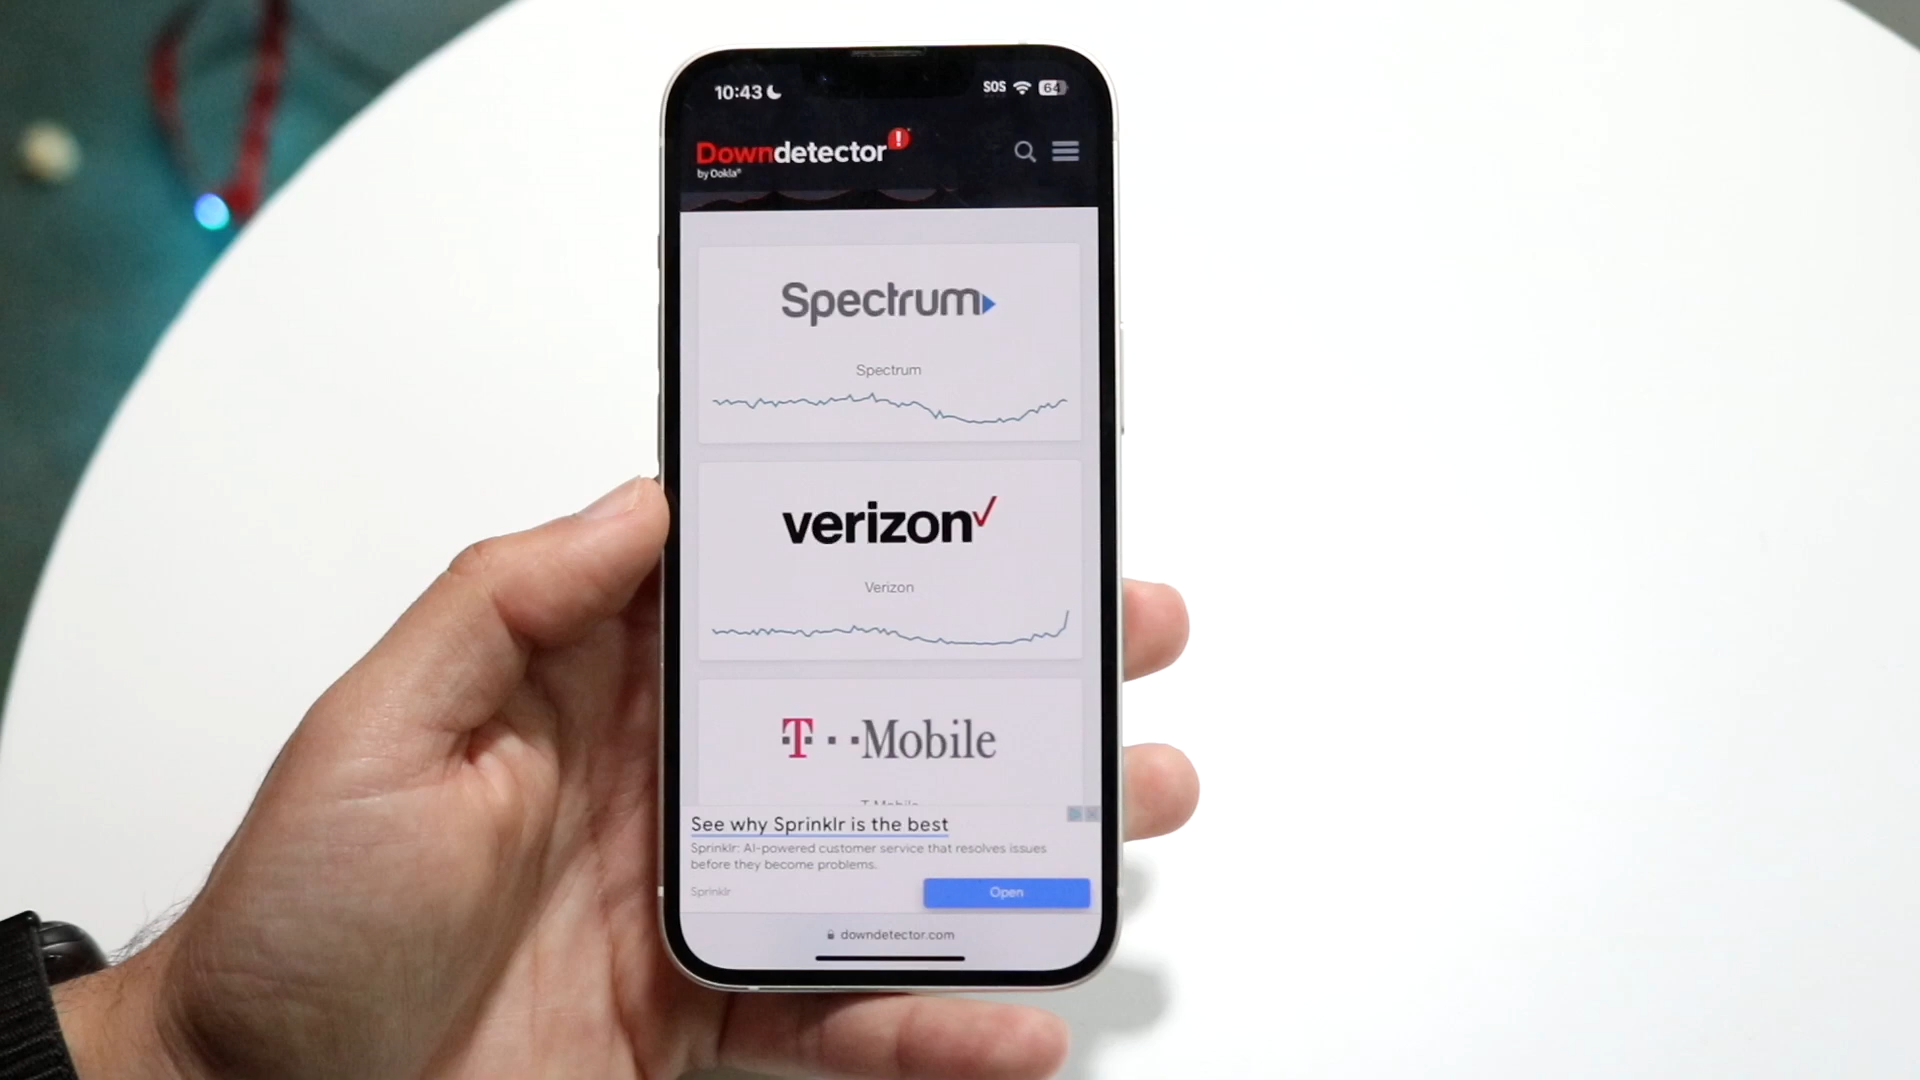 10:43 SOS 64
Downdetector!
by Ookla®
Spectrum
Spectrum
verizon
Verizon
T··Mobile
T-Mobile
See why Sprinklr is the best
Sprinklr: AI-powered customer service that resolves issues
before they become problems.
Sprinklr
Open
downdetector.com